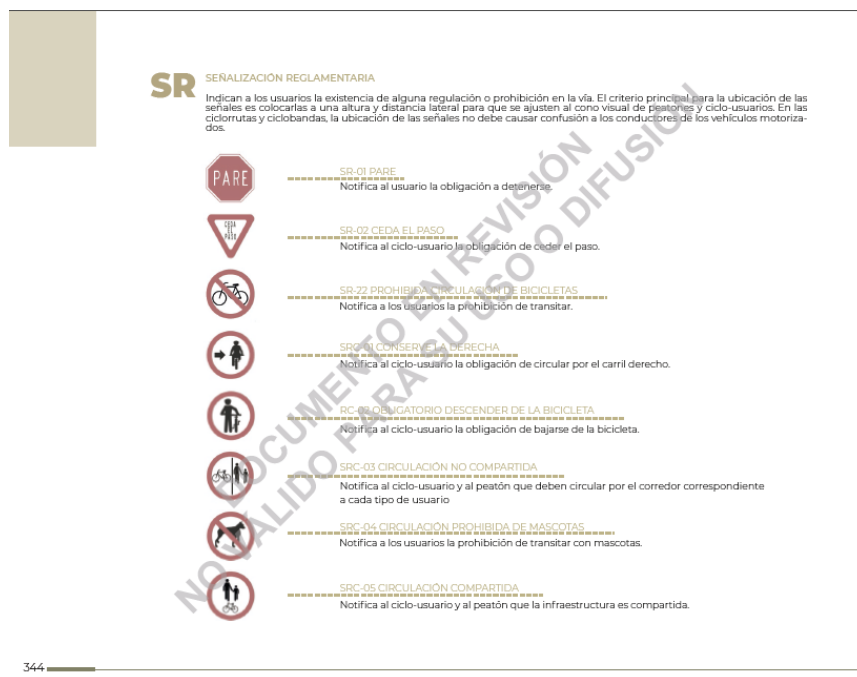 SR
SEÑALIZACIÓN REGLAMENTARIA
Indican a los usuarios la existencia de alguna regulación o prohibición en la vía. El criterio principal para la ubicación de las
señales es colocarlas a una altura y distancia lateral para que se ajusten al cono visual de peatones y ciclo-usuarios. En las
ciclorrutas y ciclobandas, la ubicación de las señales no debe causar confusión a los conductores de los vehículos motoriza-
dos.
PARE
SR-01 PARE
Notifica al usuario la obligación a detenerse.
CEDA
EL
PASO
SR-02 CEDA EL PASO
Notifica al ciclo-usuario la obligación de ceder el paso.
SR-22 PROHIBIDA CIRCULACIÓN DE BICICLETAS
Notifica a los usuarios la prohibición de transitar.
SRC-01 CONSERVE LA DERECHA
Notifica al ciclo-usuario la obligación de circular por el carril derecho.
RC-02 OBLIGATORIO DESCENDER DE LA BICICLETA
Notifica al ciclo-usuario la obligación de bajarse de la bicicleta.
SRC-03 CIRCULACIÓN NO COMPARTIDA
Notifica al ciclo-usuario y al peatón que deben circular por el corredor correspondiente
a cada tipo de usuario
SRC-04 CIRCULACIÓN PROHIBIDA DE MASCOTAS
Notifica a los usuarios la prohibición de transitar con mascotas.
SRC-05 CIRCULACIÓN COMPARTIDA
Notifica al ciclo-usuario y al peatón que la infraestructura es compartida.
DOCUMENTO EN REVISIÓN
NO VÁLIDO PARA SU USO O DIFUSIÓN
344